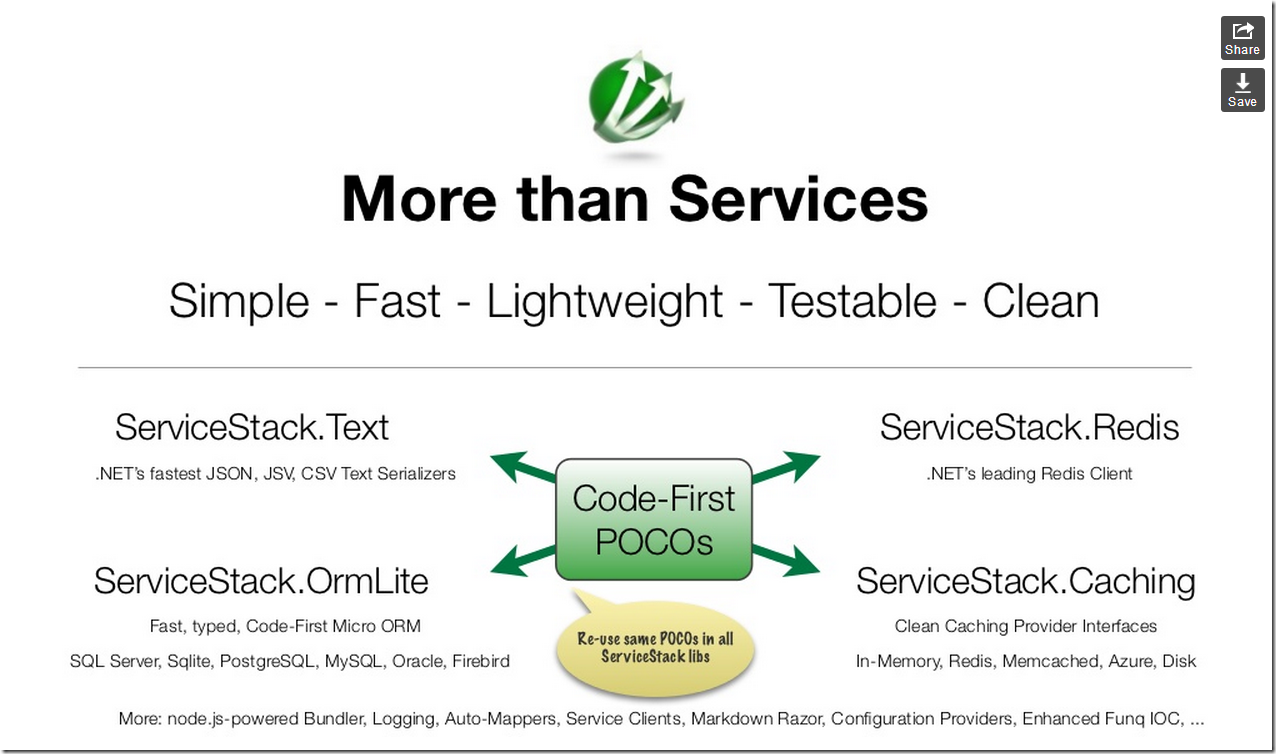 Share
Save
More than Services
Simple - Fast - Lightweight - Testable - Clean
ServiceStack.Text
.NET’s fastest JSON, JSV, CSV Text Serializers
ServiceStack.Redis
.NET’s leading Redis Client
Code-First
POCOs
ServiceStack.OrmLite
Fast, typed, Code-First Micro ORM
SQL Server, Sqlite, PostgreSQL, MySQL, Oracle, Firebird
Re-use same POCOs in all
ServiceStack libs
ServiceStack.Caching
Clean Caching Provider Interfaces
In-Memory, Redis, Memcached, Azure, Disk
More: node.js-powered Bundler, Logging, Auto-Mappers, Service Clients, Markdown Razor, Configuration Providers, Enhanced Funq IOC, ...